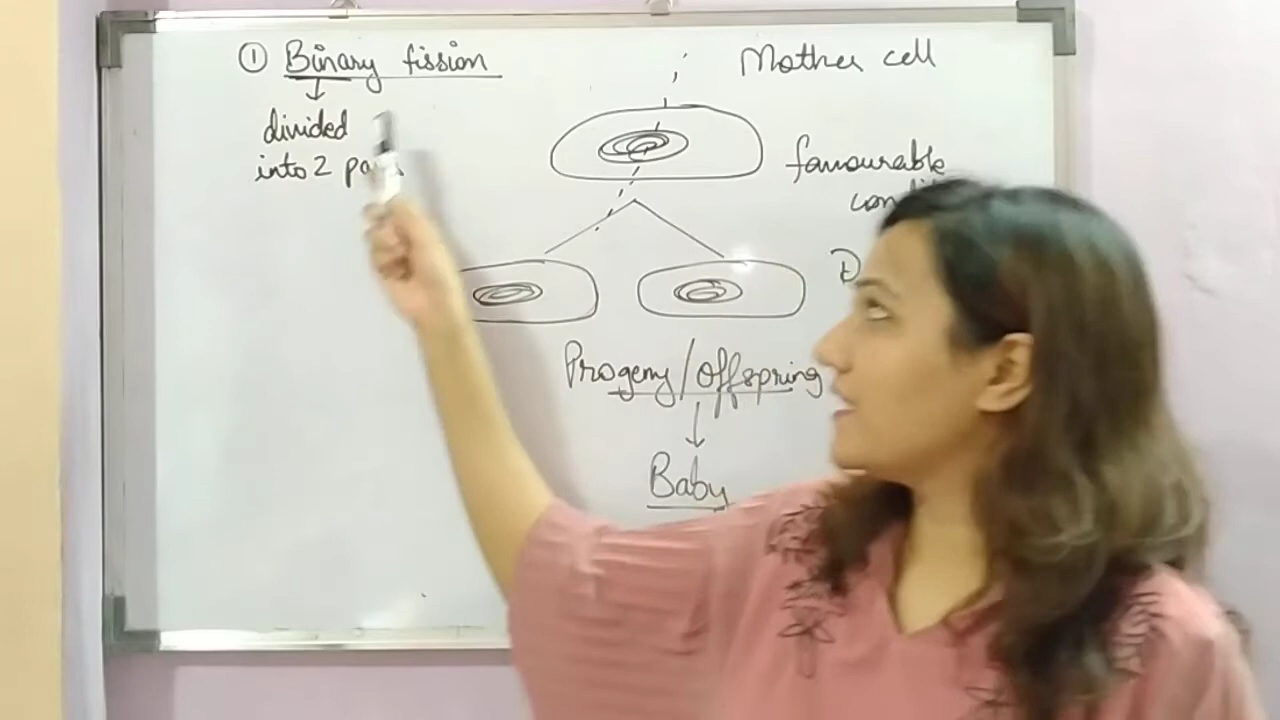 ① Binary fission
divided
into 2
Mother cell
favourable
Progeny/offspring
Baby